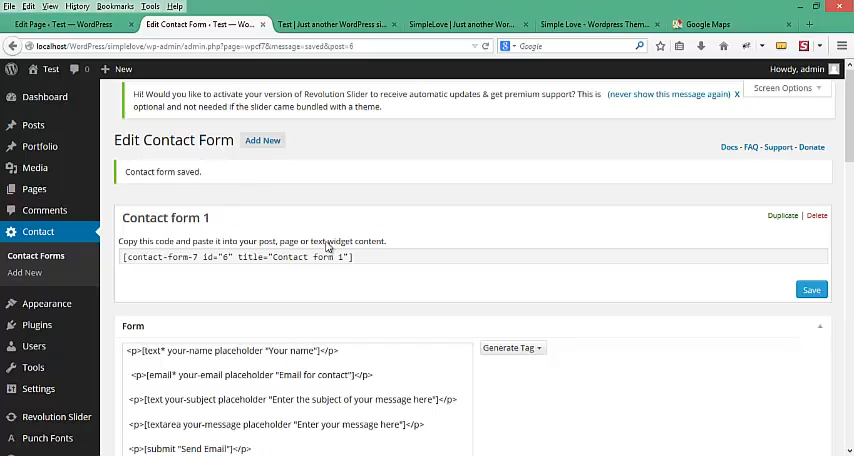 File Edit View History Bookmarks Tools Help
Edit Page ‹ Test — WordPress
Edit Contact Form ‹ Test — Wo...
Test | Just another WordPress si...
SimpleLove | Just another Wor...
Simple Love - Wordpress Them...
Google Maps
localhost/WordPress/simplelove/wp-admin/admin.php?page=wpcf7&message=saved&post=6
Google
Test 0 + New
Howdy, admin
Dashboard
Posts
Portfolio
Media
Pages
Comments
Contact
Contact Forms
Add New
Appearance
Plugins
Users
Tools
Settings
Revolution Slider
Punch Fonts
Hi! Would you like to activate your version of Revolution Slider to receive automatic updates & get premium support? This is optional and not needed if the slider came bundled with a theme.
(never show this message again) X
Screen Options
Edit Contact Form Add New
Docs - FAQ - Support - Donate
Contact form saved.
Contact form 1
Duplicate | Delete
Copy this code and paste it into your post, page or text widget content.
[contact-form-7 id="6" title="Contact form 1"]
Save
Form
<p>[text* your-name placeholder "Your name"]</p>
<p>[email* your-email placeholder "Email for contact"]</p>
<p>[text your-subject placeholder "Enter the subject of your message here"]</p>
<p>[textarea your-message placeholder "Enter your message here"]</p>
<p>[submit "Send Email"]</p>
Generate Tag